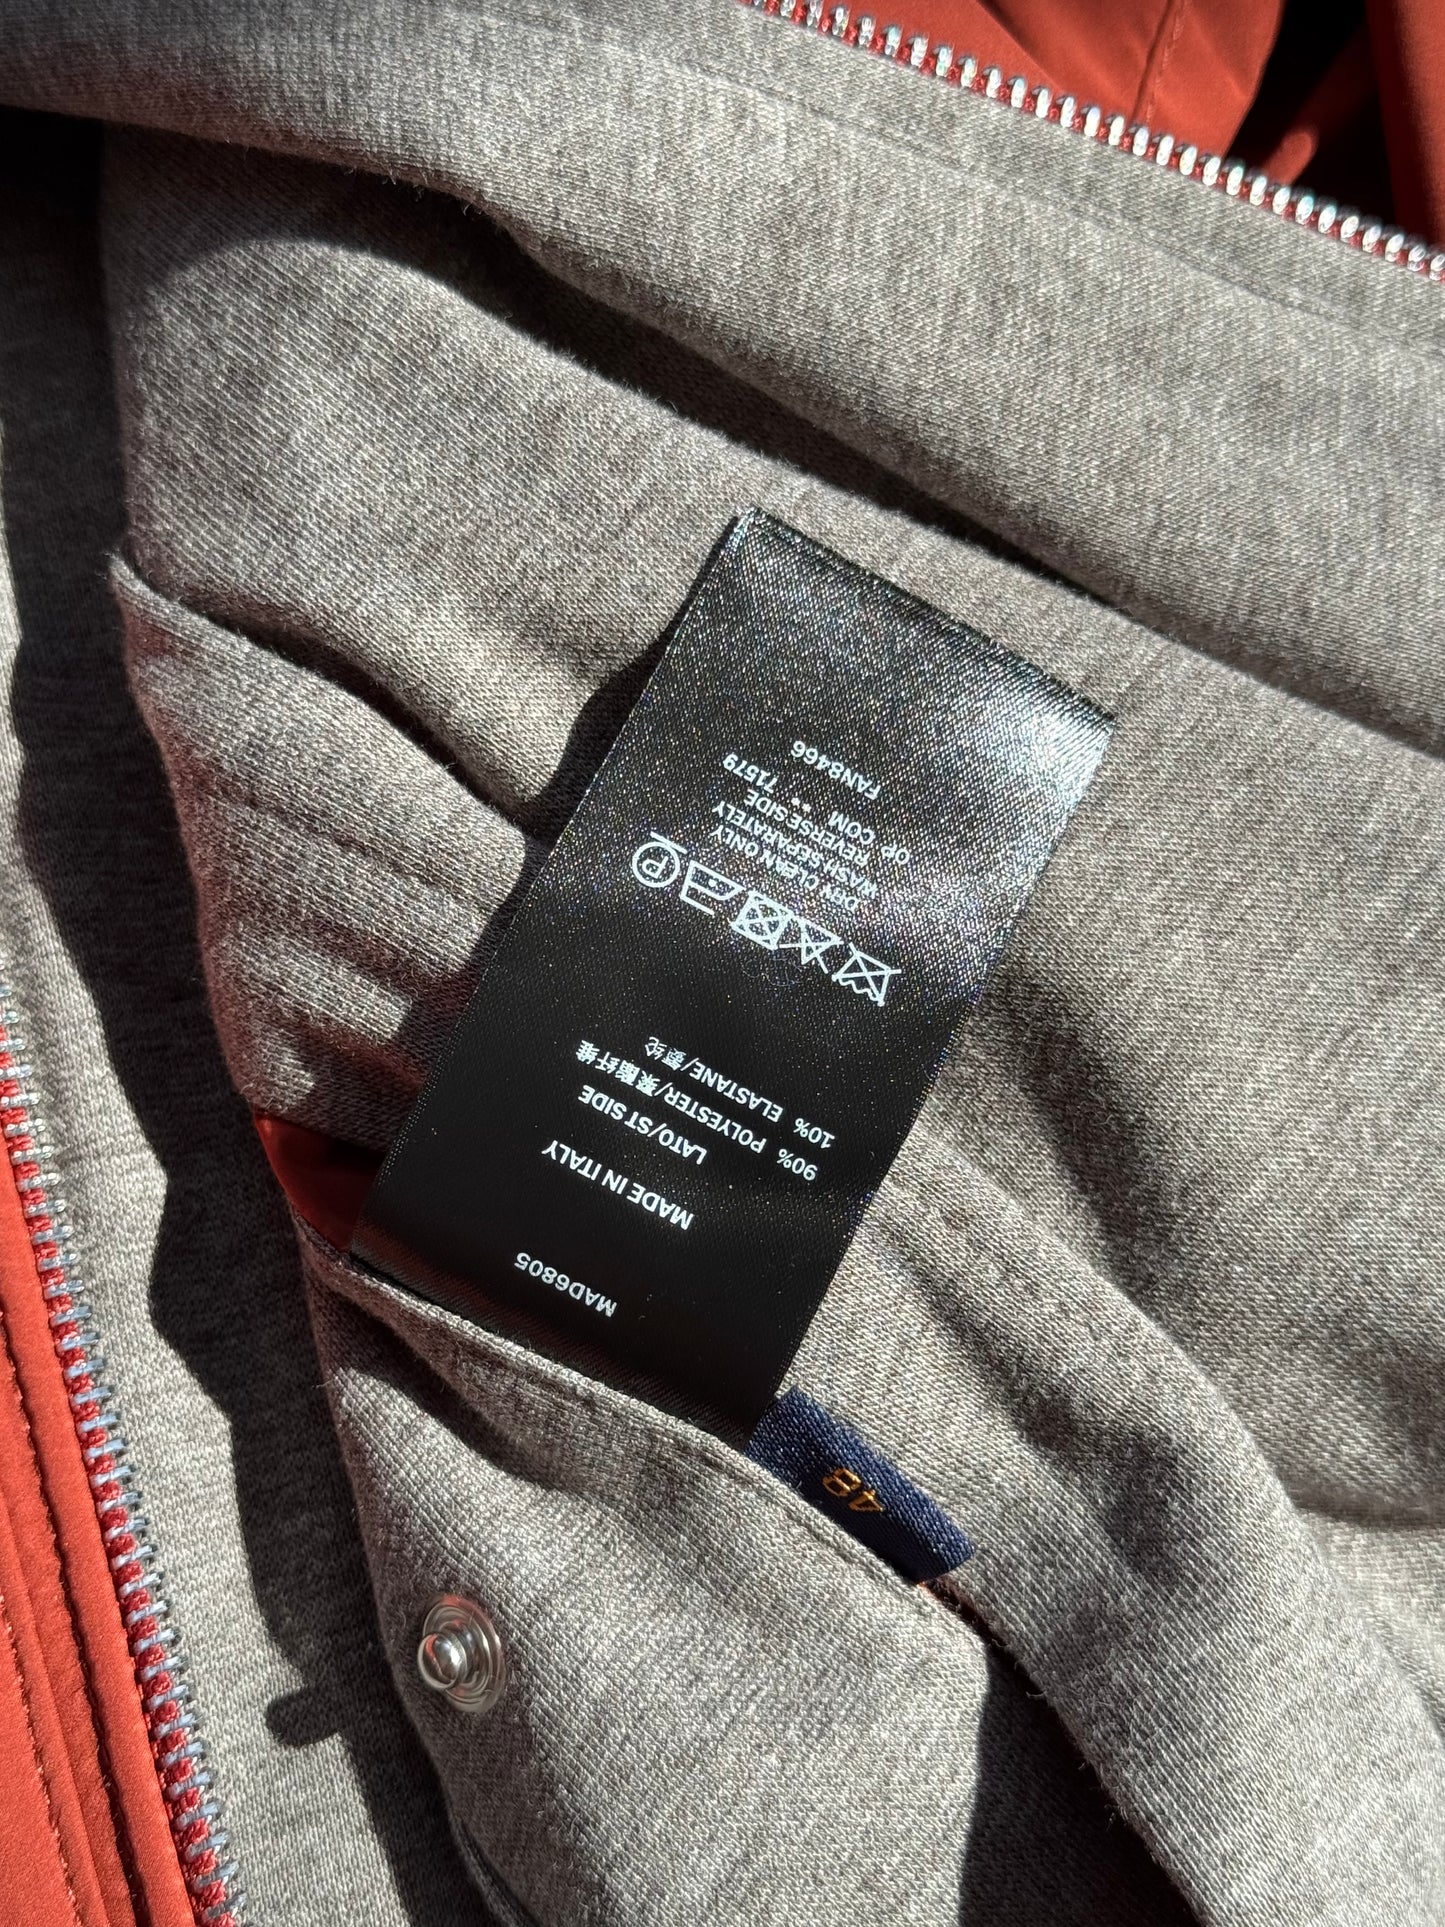 MAD6805
MADE IN ITALY
LATO/ST SIDE
90% POLYESTER/聚酯纤维
10% ELASTANE/氨纶
P
DRY CLEAN ONLY
WASH SEPARATELY
REVERSE SIDE
OP COM ** 71579
FAN8466
48